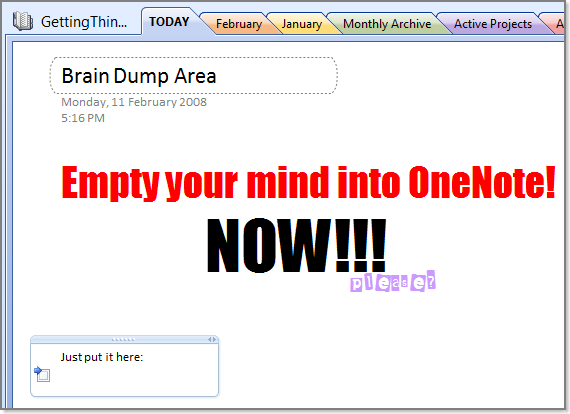 GettingThin... TODAY February January Monthly Archive Active Projects A
Brain Dump Area
Monday, 11 February 2008
5:16 PM
Empty your mind into OneNote!
NOW!!!
please?
Just put it here: